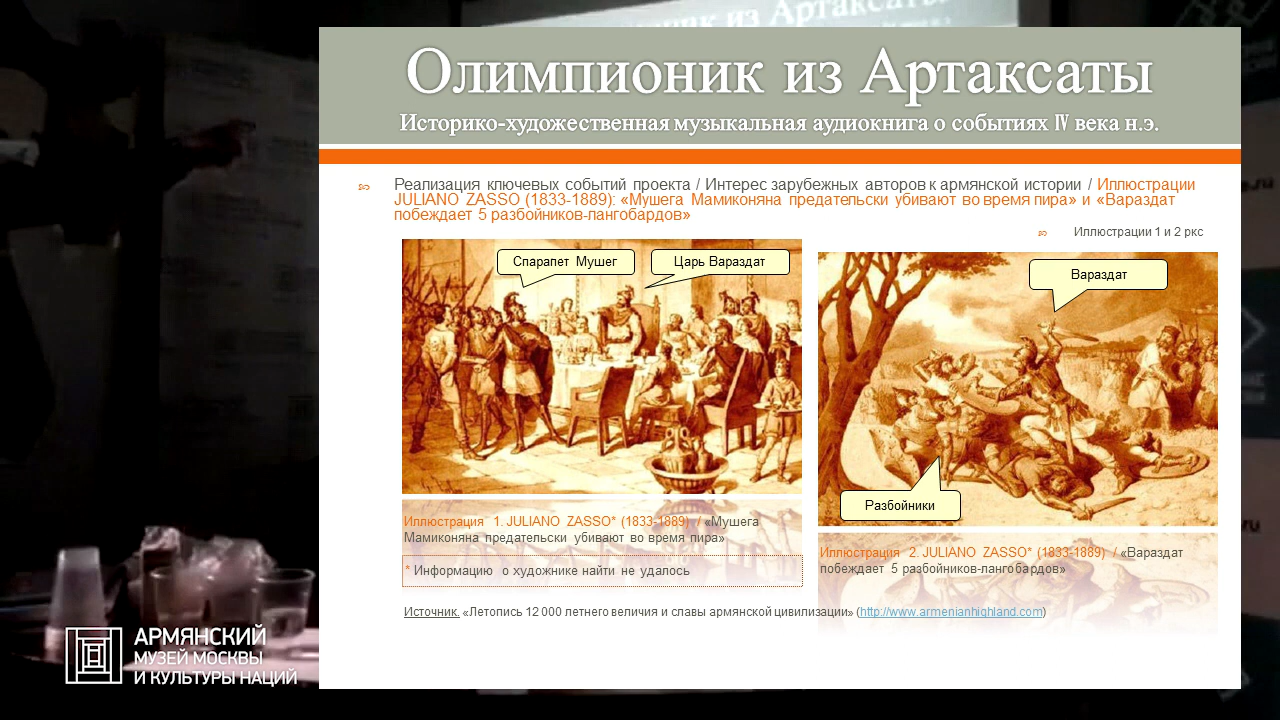 Олимпионик из Артаксаты
Историко-художественная музыкальная аудиокнига о событиях IV века н.э.
Реализация ключевых событий проекта / Интерес зарубежных авторов к армянской истории / Иллюстрации
JULIANO ZASSO (1833-1889): «Мушега Мамиконяна предательски убивают во время пира» и «Вараздат
побеждает 5 разбойников-лангобардов»
Иллюстрации 1 и 2 ркс
Спарапет Мушег
Царь Вараздат
Вараздат
Разбойники
Иллюстрация 1. JULIANO ZASSO* (1833-1889) / «Мушега
Мамиконяна предательски убивают во время пира»
* Информацию о художнике найти не удалось
Иллюстрация 2. JULIANO ZASSO* (1833-1889) / «Вараздат
побеждает 5 разбойников-лангобардов»
Источник. «Летопись 12 000 летнего величия и славы армянской цивилизации» (http://www.armenianhighland.com)
АРМЯНСКИЙ
МУЗЕЙ МОСКВЫ
И КУЛЬТУРЫ НАЦИЙ